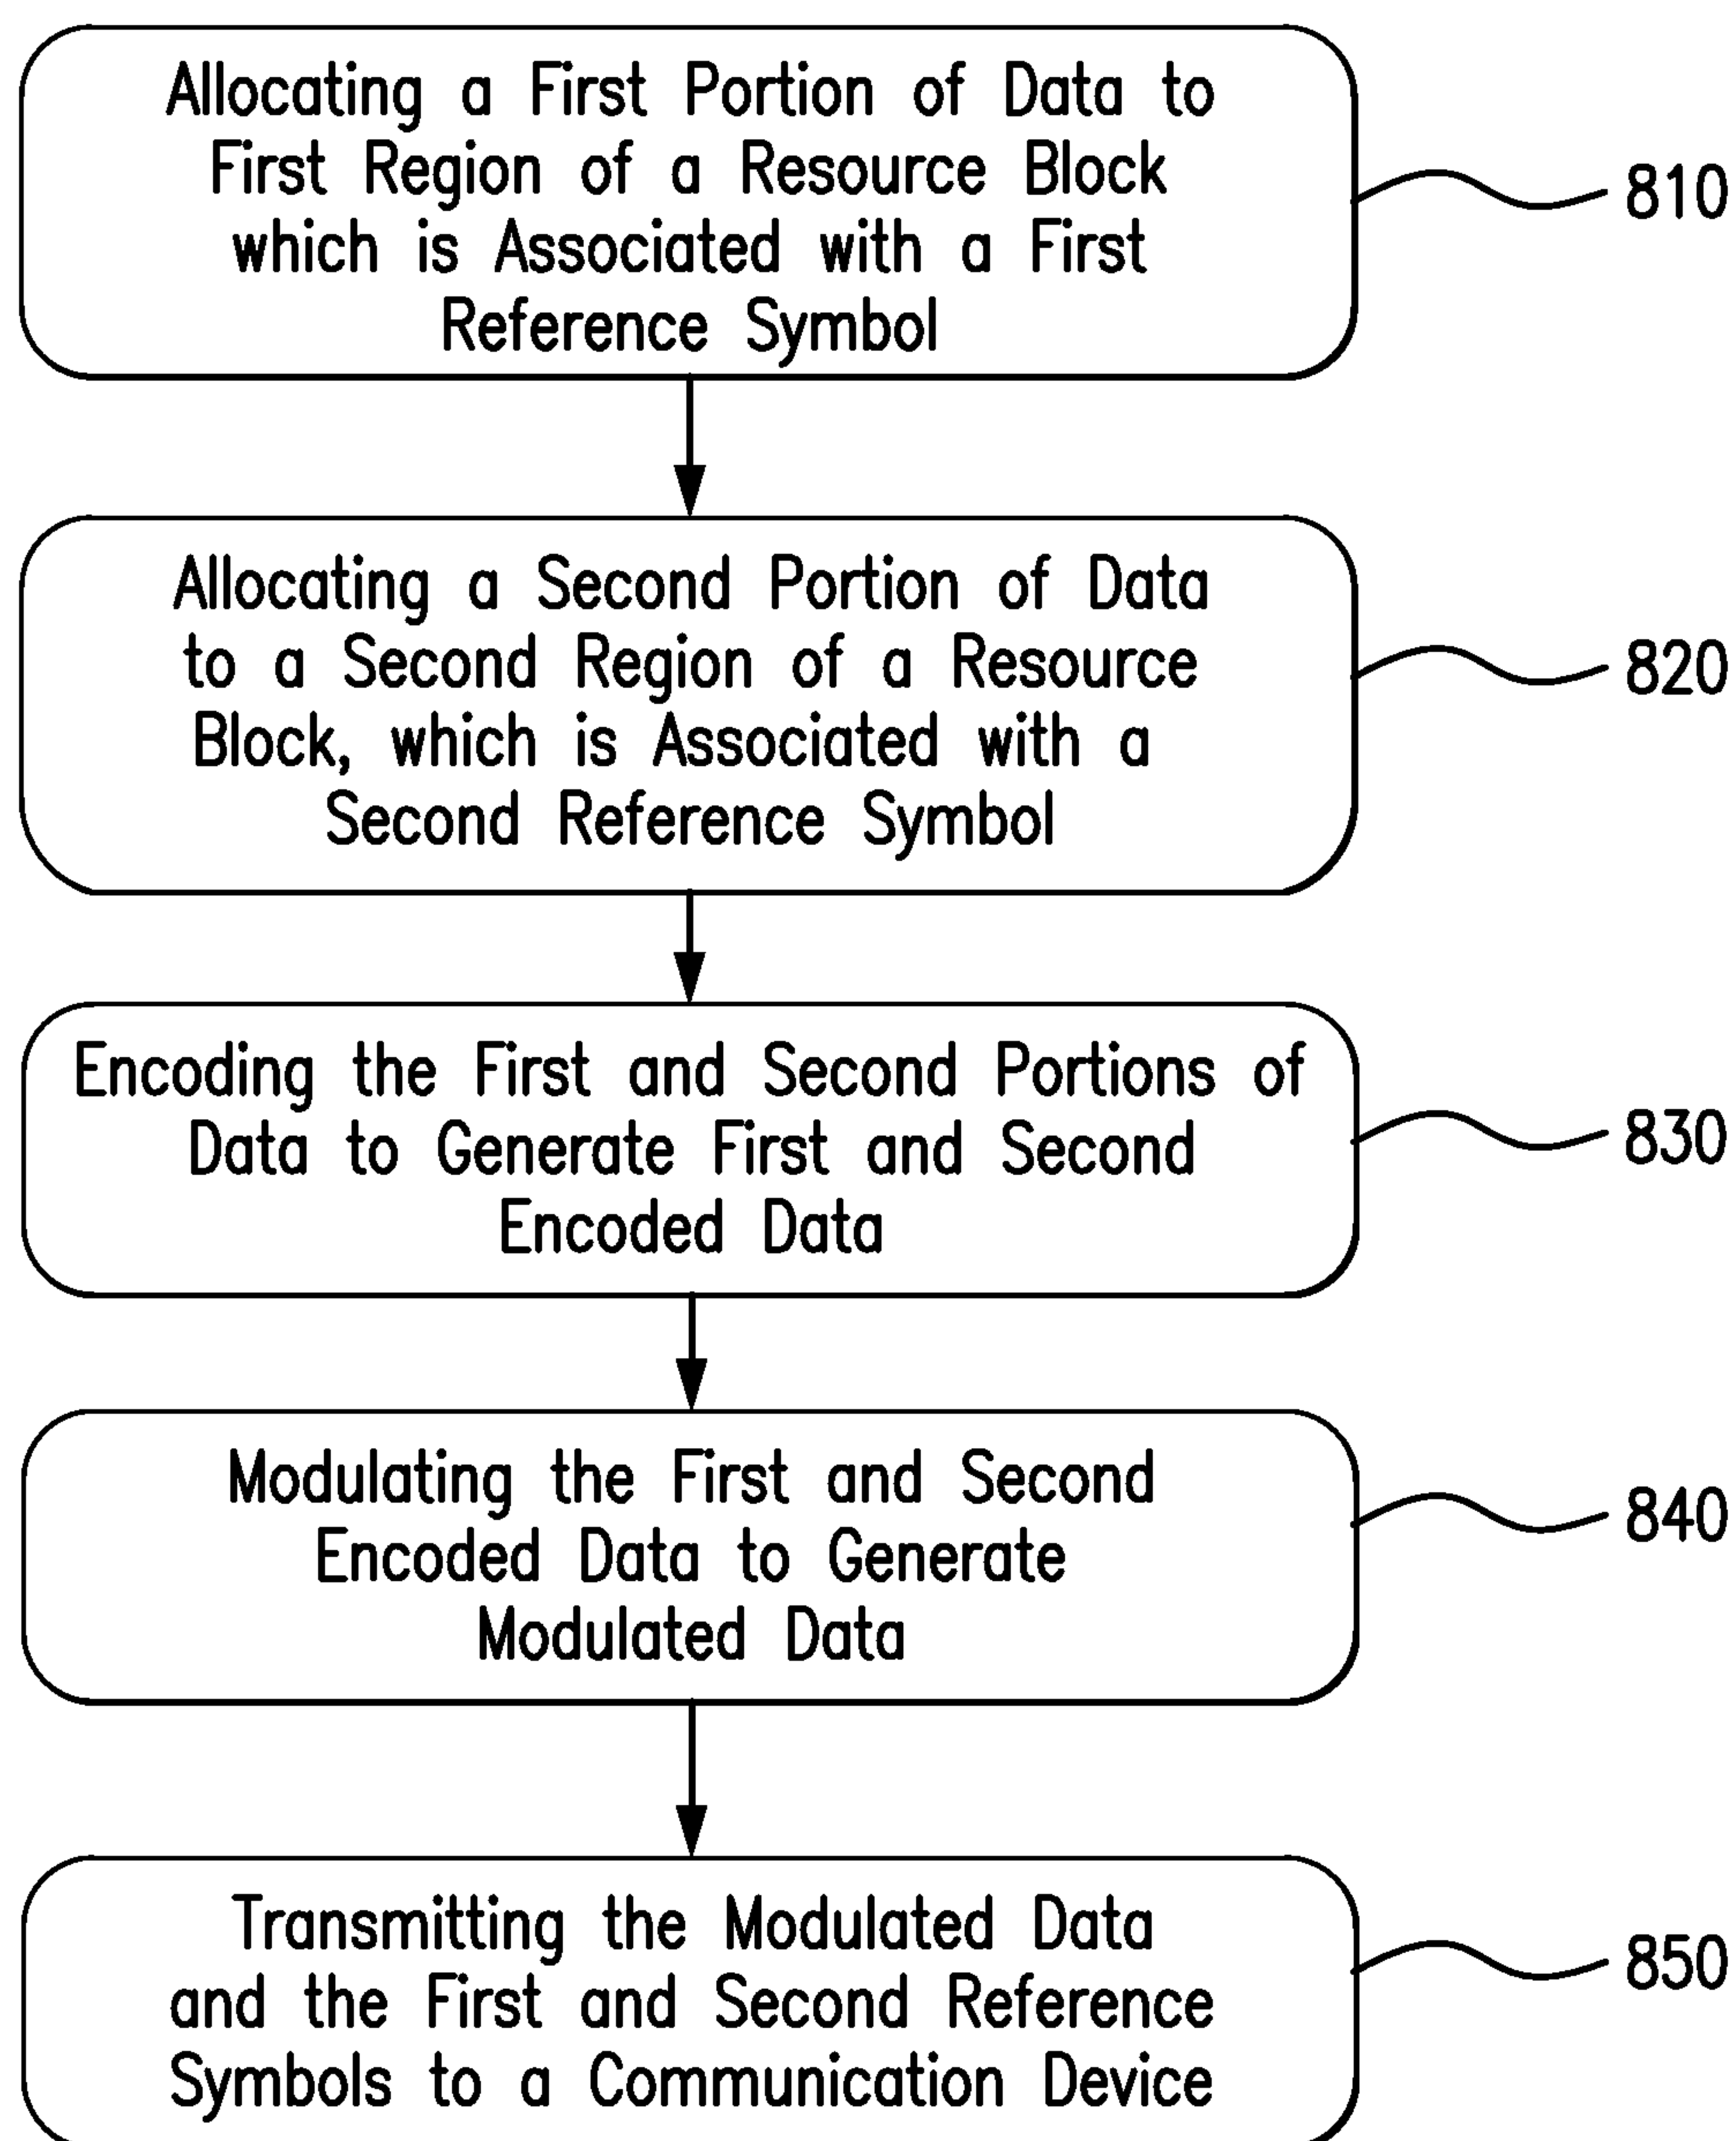 Allocating a First Portion of Data to
First Region of a Resource Block
which is Associated with a First
Reference Symbol
810
Allocating a Second Portion of Data
to a Second Region of a Resource
Block, which is Associated with a
Second Reference Symbol
820
Encoding the First and Second Portions of
Data to Generate First and Second
Encoded Data
830
Modulating the First and Second
Encoded Data to Generate
Modulated Data
840
Transmitting the Modulated Data
and the First and Second Reference
Symbols to a Communication Device
850